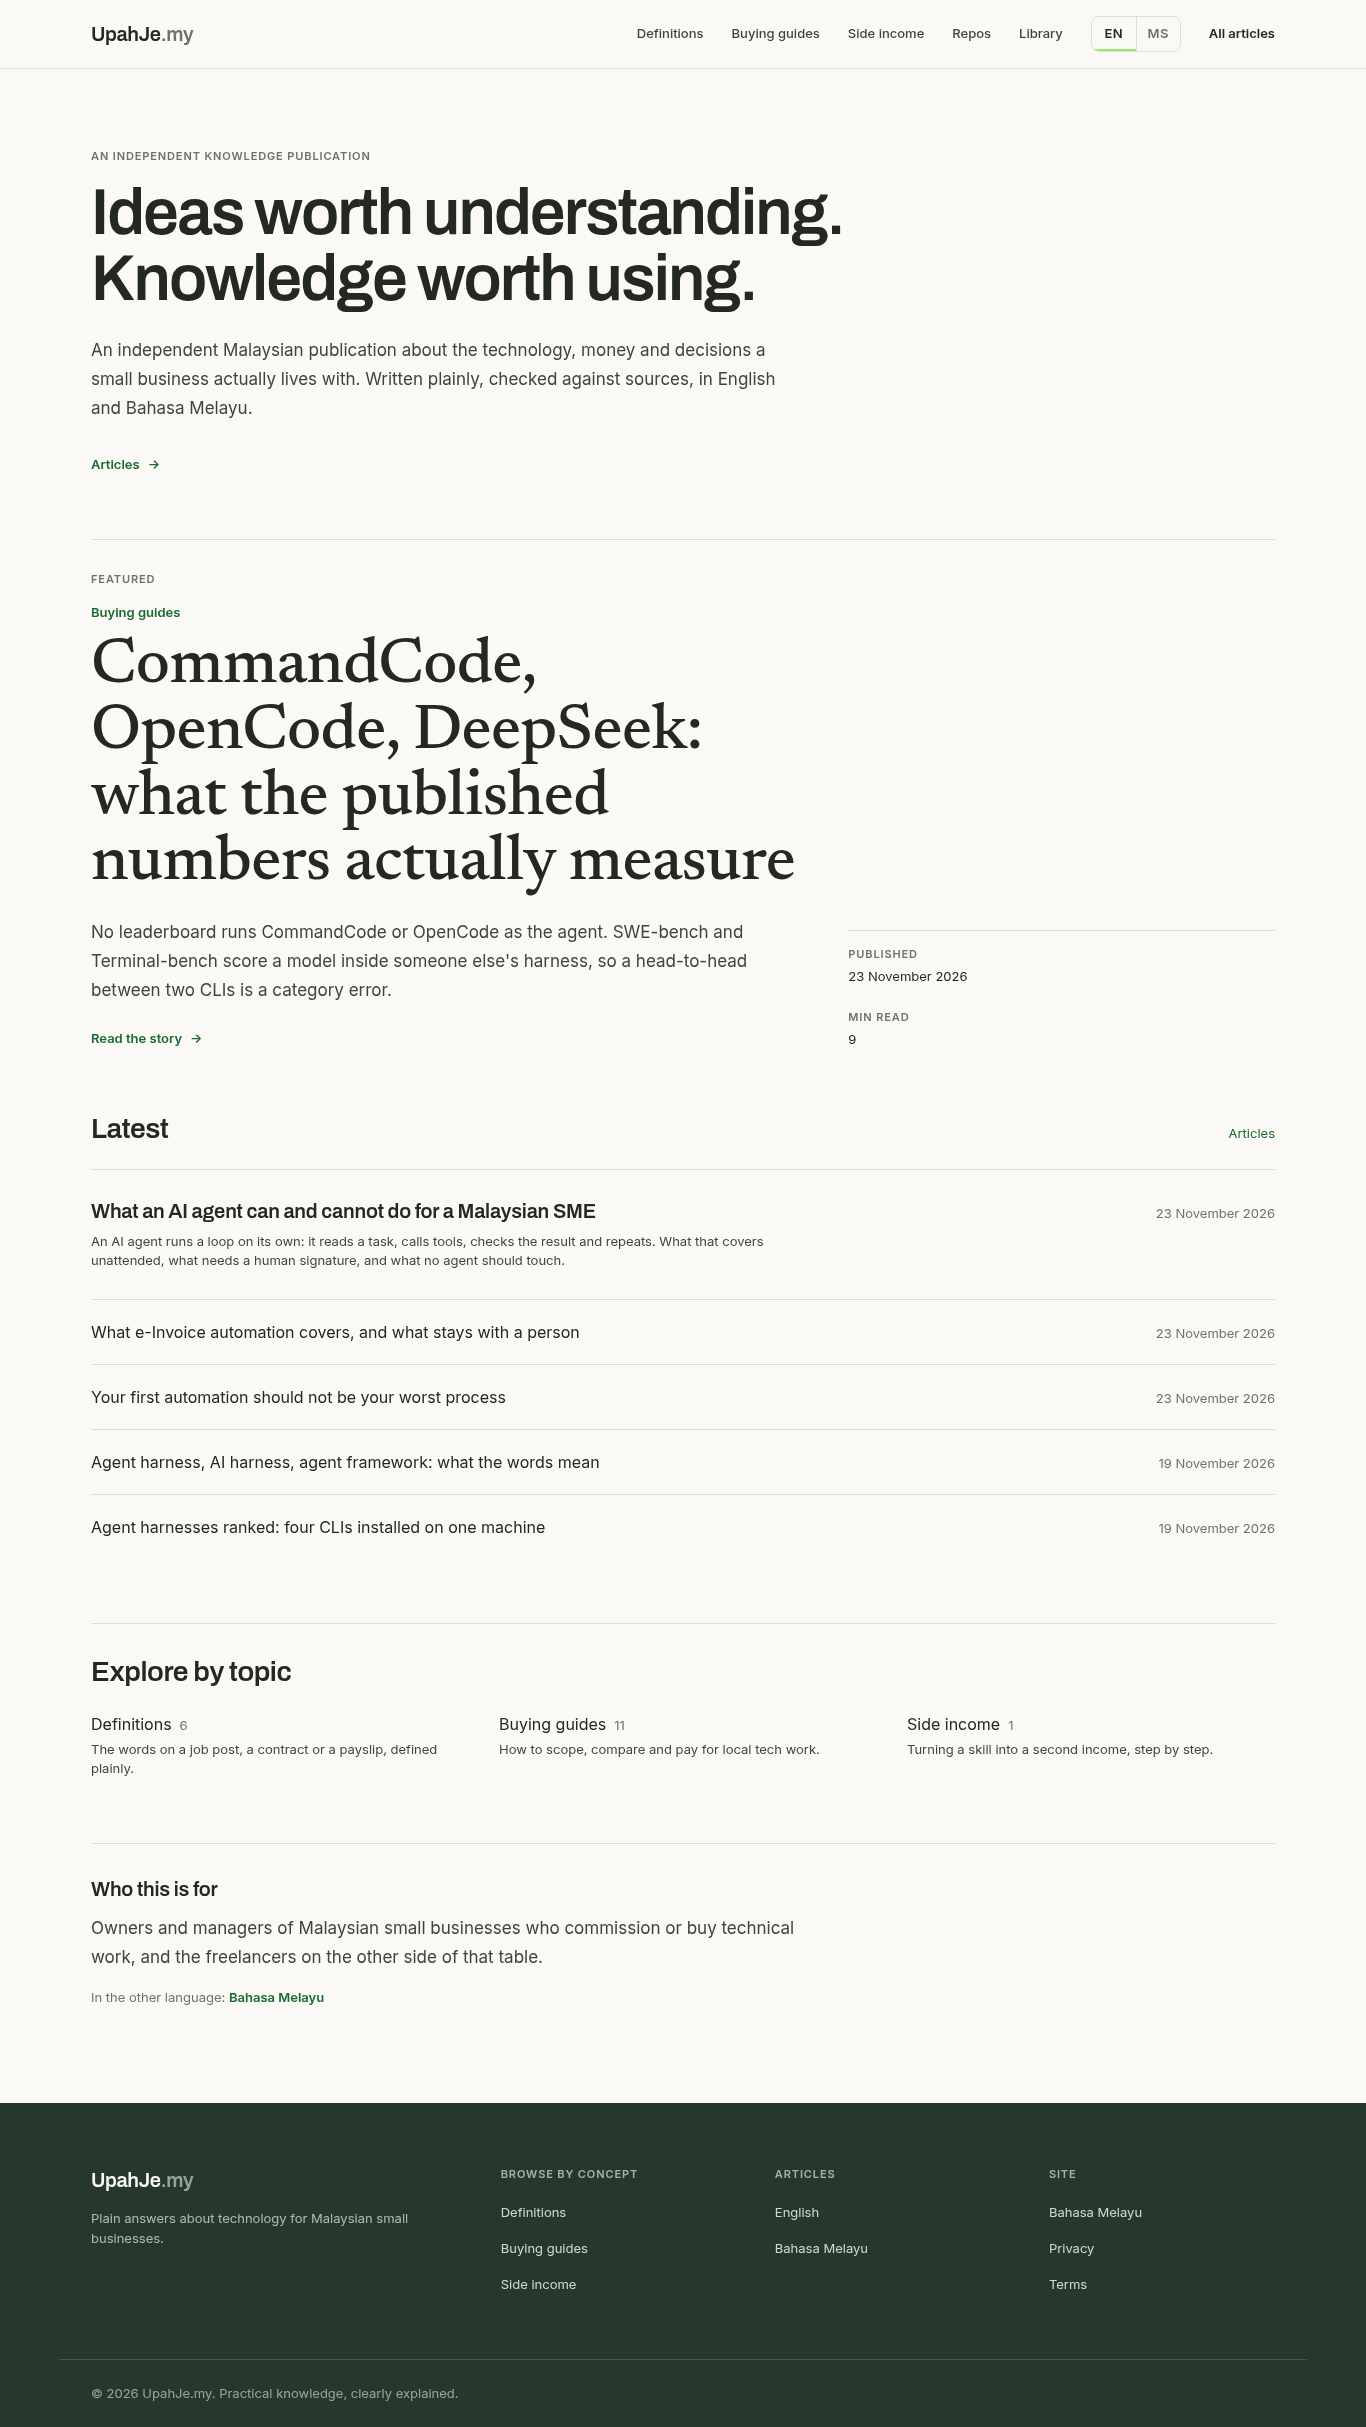 UpahJe.my
Definitions
Buying guides
Side income
Repos
Library
EN
MS
All articles
AN INDEPENDENT KNOWLEDGE PUBLICATION
Ideas worth understanding.
Knowledge worth using.
An independent Malaysian publication about the technology, money and decisions a
small business actually lives with. Written plainly, checked against sources, in English
and Bahasa Melayu.
Articles →
FEATURED
Buying guides
CommandCode,
OpenCode, DeepSeek:
what the published
numbers actually measure
No leaderboard runs CommandCode or OpenCode as the agent. SWE-bench and
Terminal-bench score a model inside someone else's harness, so a head-to-head
between two CLIs is a category error.
Read the story →
PUBLISHED
23 November 2026
MIN READ
9
Latest
Articles
What an AI agent can and cannot do for a Malaysian SME
23 November 2026
An AI agent runs a loop on its own: it reads a task, calls tools, checks the result and repeats. What that covers
unattended, what needs a human signature, and what no agent should touch.
What e-Invoice automation covers, and what stays with a person
23 November 2026
Your first automation should not be your worst process
23 November 2026
Agent harness, AI harness, agent framework: what the words mean
19 November 2026
Agent harnesses ranked: four CLIs installed on one machine
19 November 2026
Explore by topic
Definitions 6
The words on a job post, a contract or a payslip, defined
plainly.
Buying guides 11
How to scope, compare and pay for local tech work.
Side income 1
Turning a skill into a second income, step by step.
Who this is for
Owners and managers of Malaysian small businesses who commission or buy technical
work, and the freelancers on the other side of that table.
In the other language: Bahasa Melayu
UpahJe.my
Plain answers about technology for Malaysian small
businesses.
BROWSE BY CONCEPT
Definitions
Buying guides
Side income
ARTICLES
English
Bahasa Melayu
SITE
Bahasa Melayu
Privacy
Terms
© 2026 UpahJe.my. Practical knowledge, clearly explained.